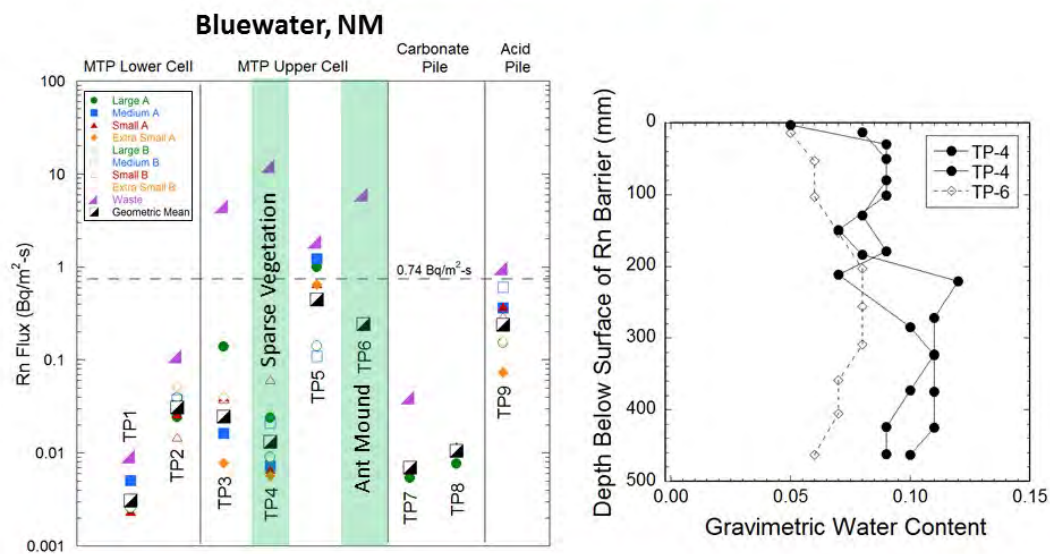 Bluewater, NM
MTP Lower Cell
MTP Upper Cell
Carbonate
Pile
Acid
Pile
100
10
1
0.1
0.01
0.001
Rn Flux (Bq/m²-s)
Large A
Medium A
Small A
Extra Small A
Large B
Medium B
Small B
Extra Small B
Waste
Geometric Mean
0.74 Bq/m²-s
TP1
TP2
TP3
TP4
Sparse Vegetation
TP5
Ant Mound
TP6
TP7
TP8
TP9
Depth Below Surface of Rn Barrier (mm)
0
100
200
300
400
500
TP-4
TP-4
TP-6
0.00
0.05
0.10
0.15
Gravimetric Water Content